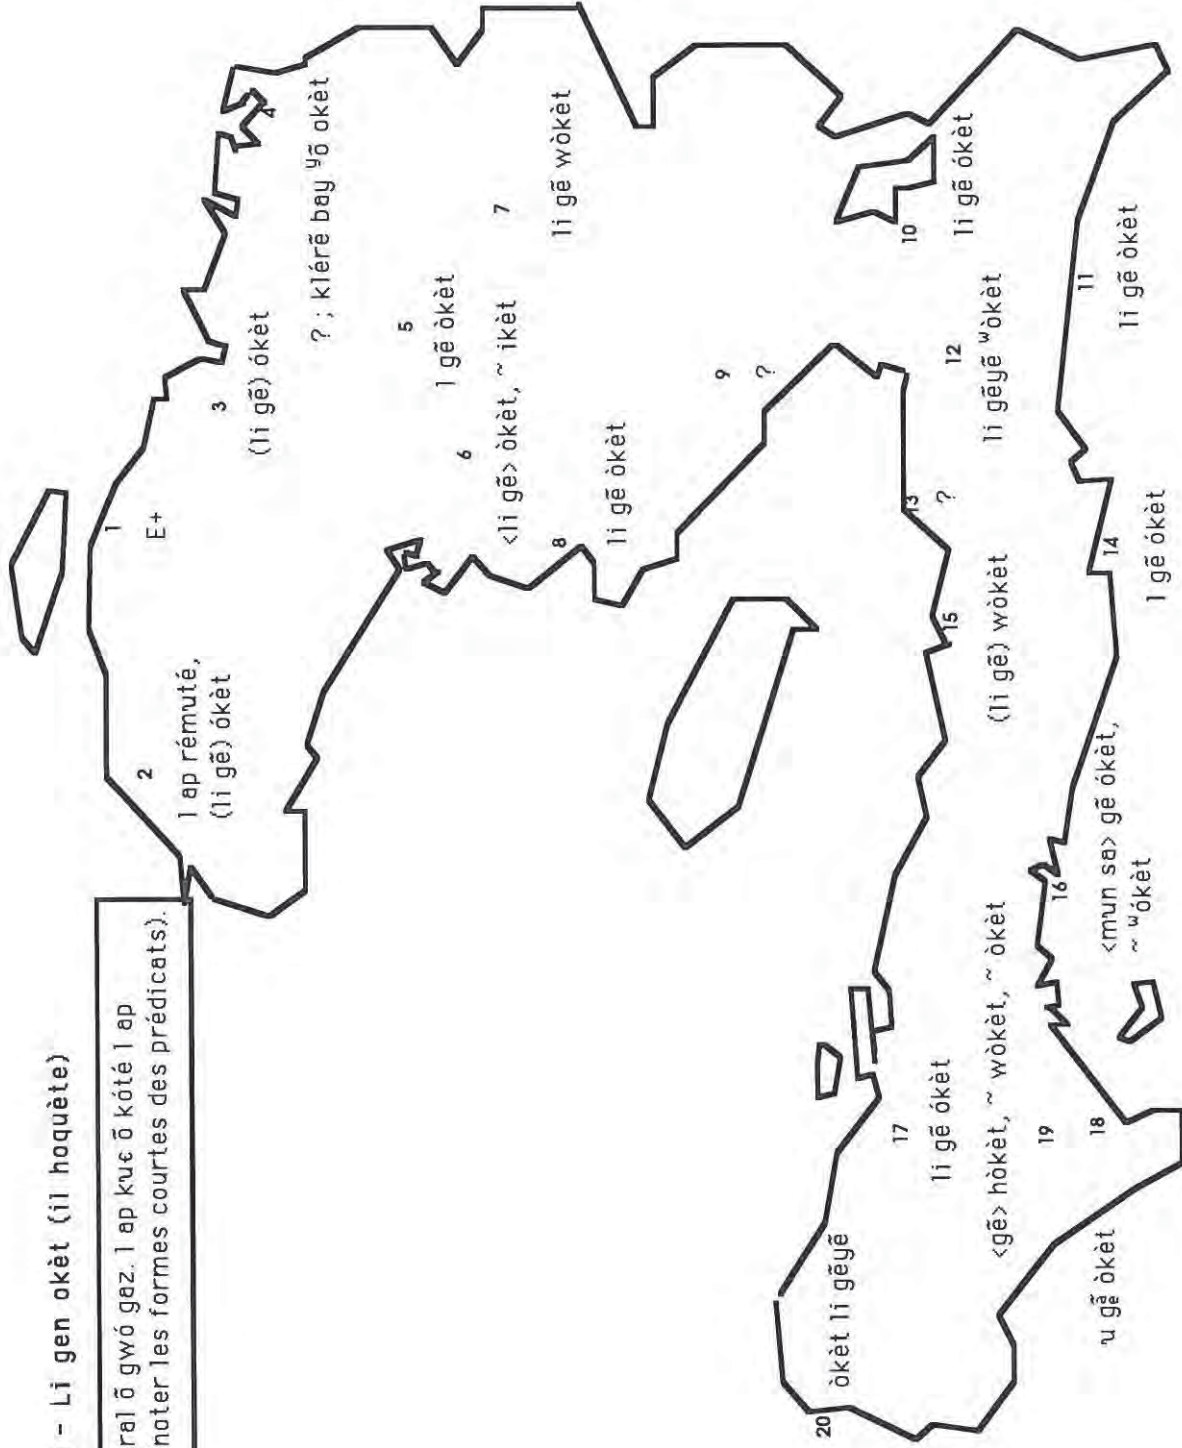 - Li gen okèt (il hoquète)
ral õ gwó gaz. l ap kuɛ õ kóté l ap
noter les formes courtes des prédicats).
1
E+
2
l ap rémuté,
(li gẽ) ókèt
3
(li gẽ) ókèt
4
? ; klérẽ bay ʸõ okèt
5
l gẽ òkèt
6
<li gẽ> òkèt, ~ ikèt
7
li gẽ wòkèt
8
li gẽ òkèt
9
?
10
li gẽ ókèt
11
li gẽ òkèt
12
li gẽyẽ ʷòkèt
13
?
14
l gẽ ókèt
15
(li gẽ) wòkèt
16
<mun sa> gẽ ókèt,
~ ʷókèt
17
li gẽ ókèt
<gẽ> hòkèt, ~ wòkèt, ~ òkèt
19
18
20
òkèt li gẽyẽ